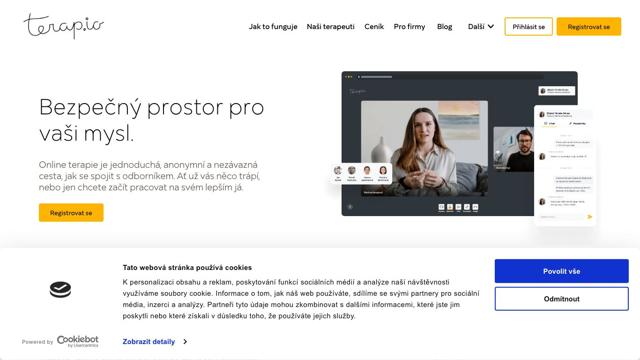 terap.io
Jak to funguje
Naši terapeuti
Ceník
Pro firmy
Blog
Další
Přihlásit se
Registrovat se
Bezpečný prostor pro
vaši mysl.
Online terapie je jednoduchá, anonymní a nezávazná
cesta, jak se spojit s odborníkem. Ať už vás něco trápí,
nebo jen chcete začít pracovat na svém lepším já.
Registrovat se
Tato webová stránka používá cookies
K personalizaci obsahu a reklam, poskytování funkcí sociálních médií a analýze naší návštěvnosti
využíváme soubory cookie. Informace o tom, jak náš web používáte, sdílíme se svými partnery pro sociální
média, inzerci a analýzy. Partneři tyto údaje mohou zkombinovat s dalšími informacemi, které jste jim
poskytli nebo které získali v důsledku toho, že používáte jejich služby.
Povolit vše
Odmítnout
Powered by Cookiebot
by Usercentrics
Zobrazit detaily